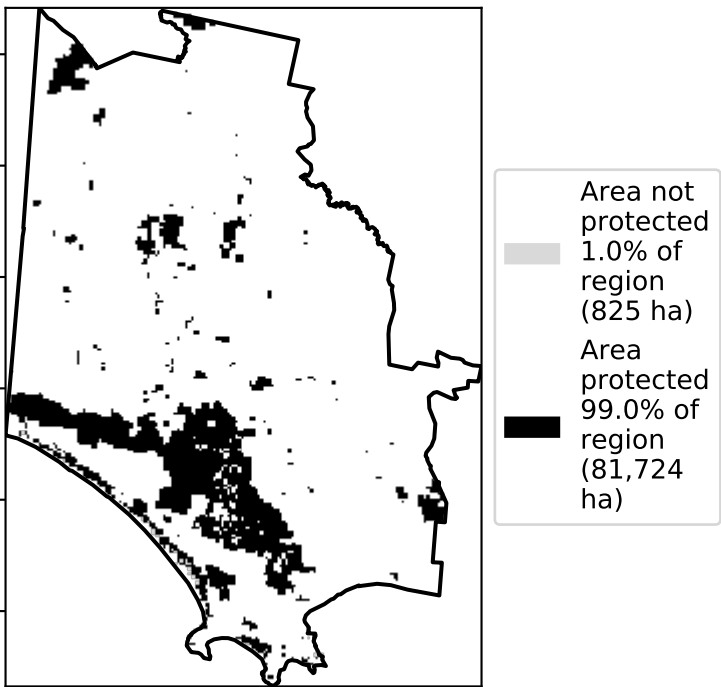 Area not
protected
1.0% of
region
(825 ha)
Area
protected
99.0% of
region
(81,724
ha)